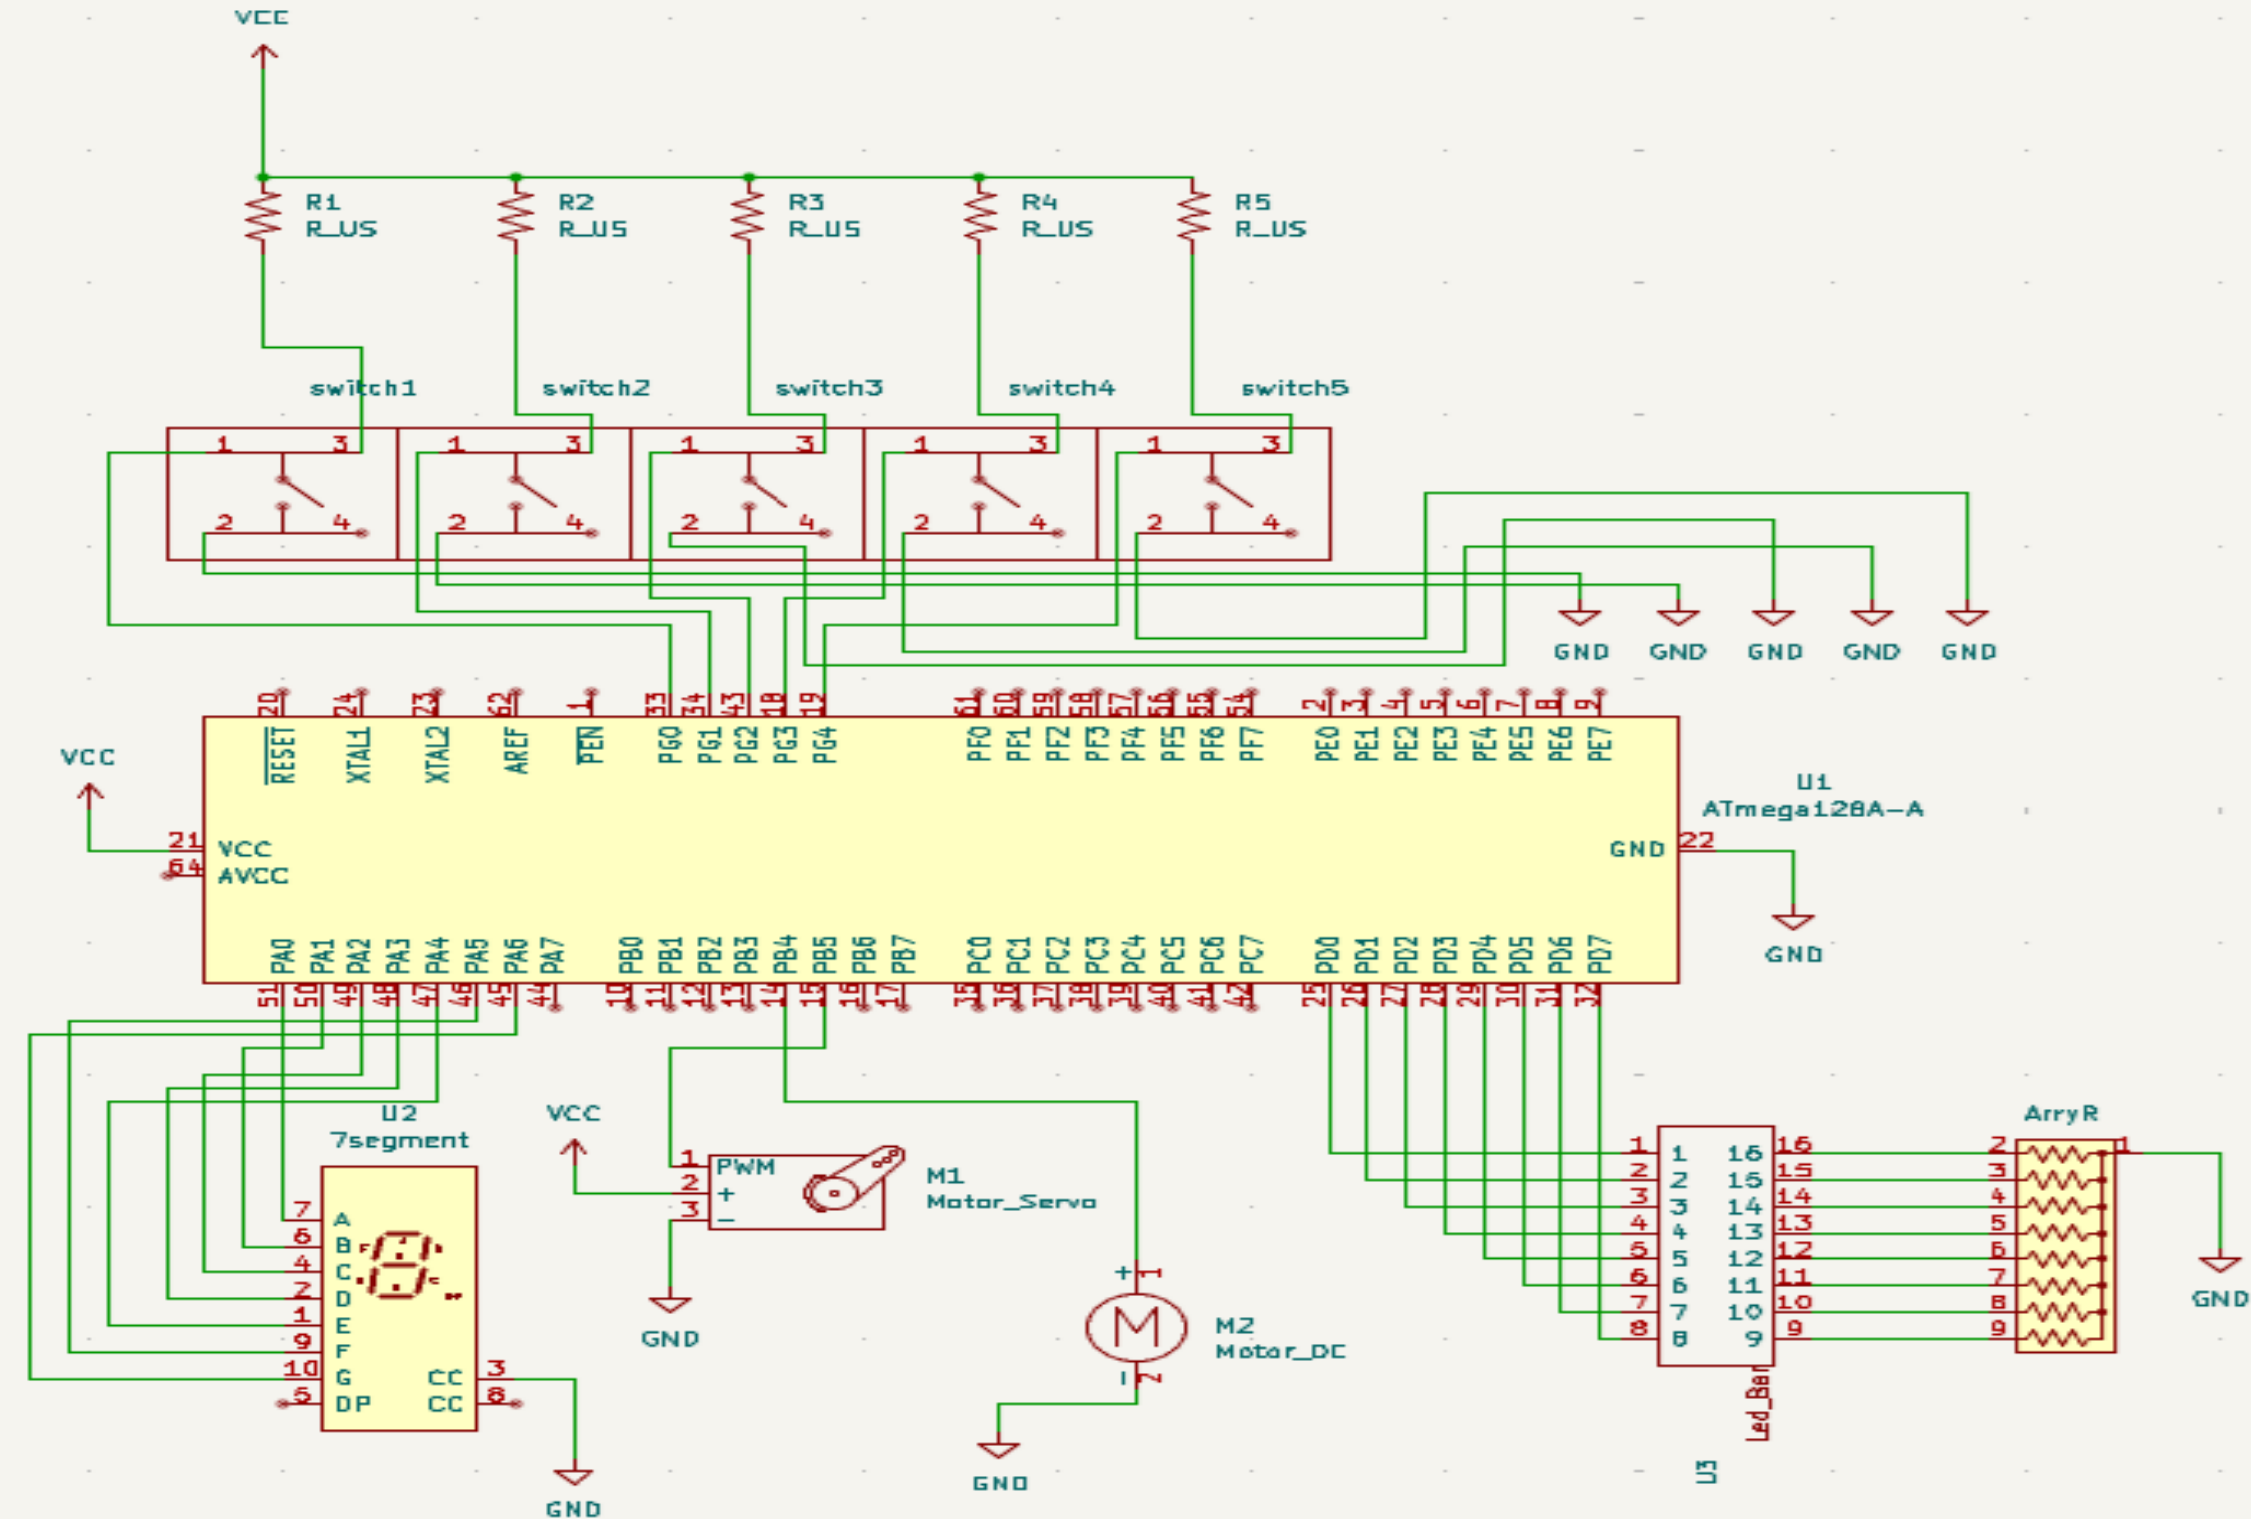 VCC
R1
R_US
R2
R_US
R3
R_US
R4
R_US
R5
R_US
switch1
switch2
switch3
switch4
switch5
1 3
1 3
1 3
1 3
1 3
2 4
2 4
2 4
2 4
2 4
GND
GND
GND
GND
GND
20 24 23 62 1 33 34 43 18 19 61 60 59 58 57 56 55 54 2 3 4 5 6 7 8 9
RESET XTAL1 XTAL2 AREF PEN PG0 PG1 PG2 PG3 PG4 PF0 PF1 PF2 PF3 PF4 PF5 PF6 PF7 PE0 PE1 PE2 PE3 PE4 PE5 PE6 PE7
VCC
U1
ATmega128A-A
21 VCC
64 AVCC
GND 22
GND
PA0 PA1 PA2 PA3 PA4 PA5 PA6 PA7 PB0 PB1 PB2 PB3 PB4 PB5 PB6 PB7 PC0 PC1 PC2 PC3 PC4 PC5 PC6 PC7 PD0 PD1 PD2 PD3 PD4 PD5 PD6 PD7
51 50 49 48 47 46 45 44 10 11 12 13 14 15 16 17 35 36 37 38 39 40 41 42 25 26 27 28 29 30 31 32
U2
7segment
7 A
6 B
4 C
2 D
1 E
9 F
10 G
5 DP
CC 3
CC 8
GND
VCC
1 PWM
2 +
3 -
M1
Motor_Servo
GND
+ 1
M
M2
Motor_DC
- 2
GND
1 1 16 16
2 2 15 15
3 3 14 14
4 4 13 13
5 5 12 12
6 6 11 11
7 7 10 10
8 8 9 9
Led_Bar
U3
ArryR
2 1
3
4
5
6
7
8
9
GND